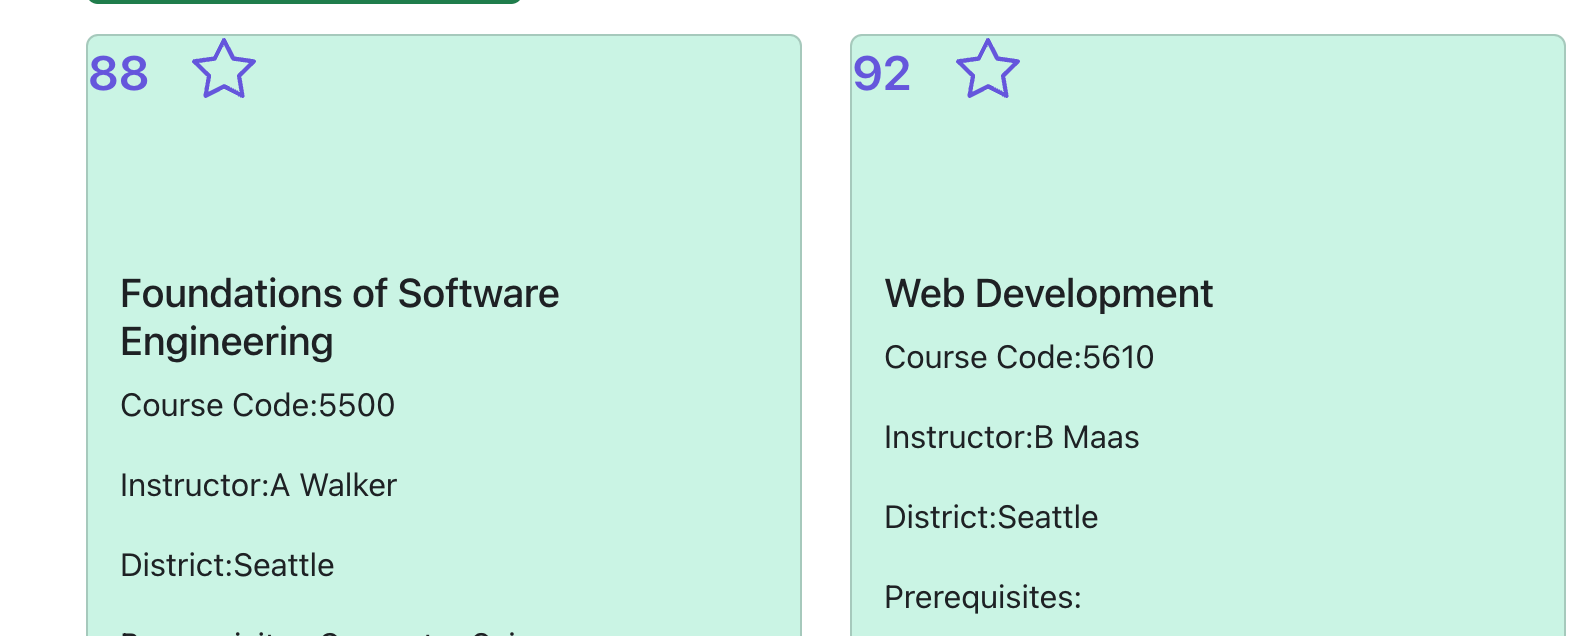 88
Foundations of Software
Engineering
Course Code:5500
Instructor:A Walker
District:Seattle
92
Web Development
Course Code:5610
Instructor:B Maas
District:Seattle
Prerequisites: